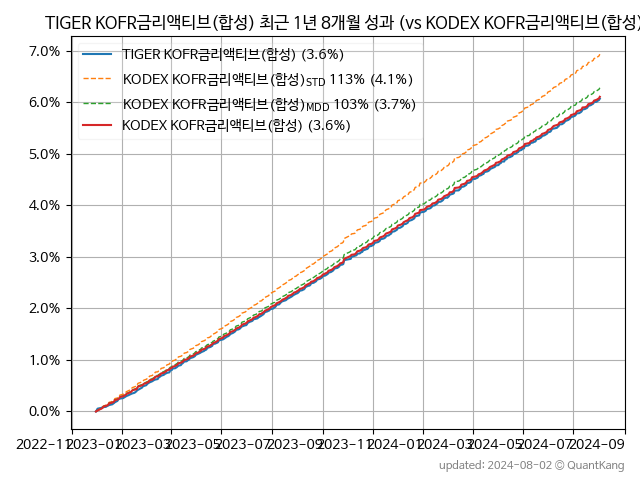 TIGER KOFR금리액티브(합성) 최근 1년 8개월 성과 (vs KODEX KOFR금리액티브(합성)
7.0%
6.0%
5.0%
4.0%
3.0%
2.0%
1.0%
0.0%
TIGER KOFR금리액티브(합성) (3.6%)
KODEX KOFR금리액티브(합성)STD 113% (4.1%)
KODEX KOFR금리액티브(합성)MDD 103% (3.7%)
KODEX KOFR금리액티브(합성) (3.6%)
2022-11 2023-01 2023-03 2023-05 2023-07 2023-09 2023-11 2024-01 2024-03 2024-05 2024-07 2024-09
updated: 2024-08-02 © QuantKang